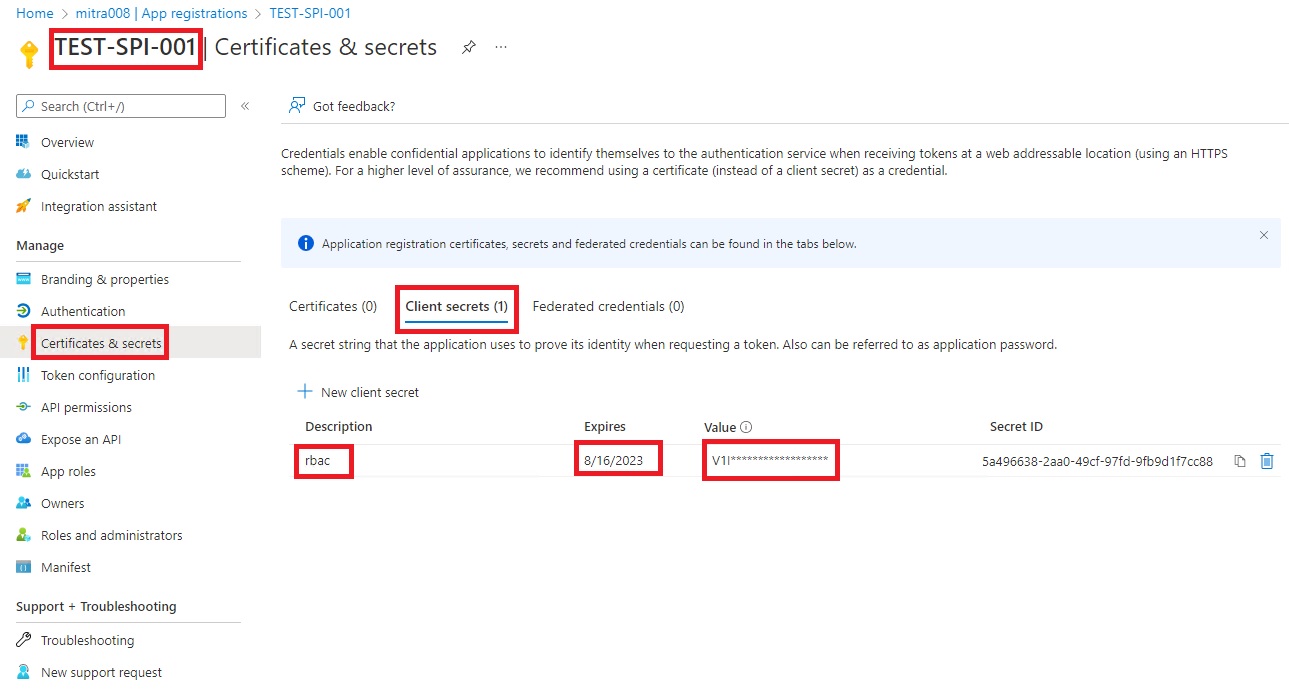 Home > mitra008 | App registrations > TEST-SPI-001
TEST-SPI-001 | Certificates & secrets
Search (Ctrl+/)
Overview
Quickstart
Integration assistant
Manage
Branding & properties
Authentication
Certificates & secrets
Token configuration
API permissions
Expose an API
App roles
Owners
Roles and administrators
Manifest
Support + Troubleshooting
Troubleshooting
New support request
Got feedback?
Credentials enable confidential applications to identify themselves to the authentication service when receiving tokens at a web addressable location (using an HTTPS
scheme). For a higher level of assurance, we recommend using a certificate (instead of a client secret) as a credential.
Application registration certificates, secrets and federated credentials can be found in the tabs below.
Certificates (0) Client secrets (1) Federated credentials (0)
A secret string that the application uses to prove its identity when requesting a token. Also can be referred to as application password.
New client secret
Description Expires Value Secret ID
rbac 8/16/2023 V1I****************** 5a496638-2aa0-49cf-97fd-9fb9d1f7cc88